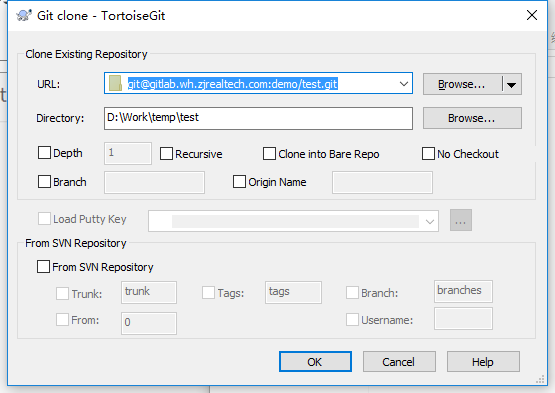 Git clone - TortoiseGit
Clone Existing Repository
URL: git@gitlab.wh.zjrealtech.com:demo/test.git Browse...
Directory: D:\Work\temp\test Browse...
Depth 1 Recursive Clone into Bare Repo No Checkout
Branch Origin Name
Load Putty Key ...
From SVN Repository
From SVN Repository
Trunk: trunk Tags: tags Branch: branches
From: 0 Username:
OK Cancel Help